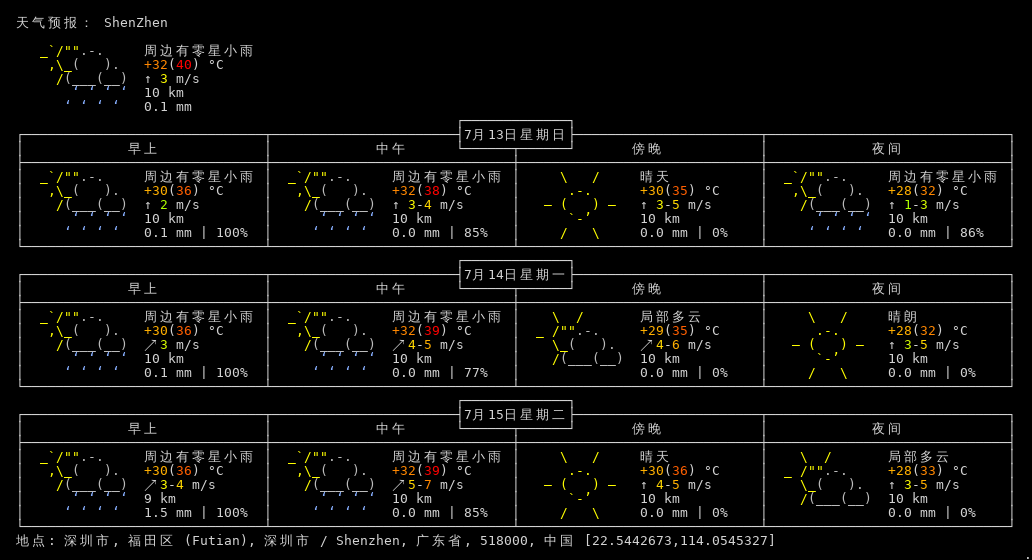 天气预报： ShenZhen
周边有零星小雨
+32(40) °C
↑ 3 m/s
10 km
0.1 mm
7月13日星期日
早上 中午 傍晚 夜间
周边有零星小雨 周边有零星小雨 晴天 周边有零星小雨
+30(36) °C +32(38) °C +30(35) °C +28(32) °C
↑ 2 m/s ↑ 3-4 m/s ↑ 3-5 m/s ↑ 1-3 m/s
10 km 10 km 10 km 10 km
0.1 mm | 100% 0.0 mm | 85% 0.0 mm | 0% 0.0 mm | 86%
7月14日星期一
早上 中午 傍晚 夜间
周边有零星小雨 周边有零星小雨 局部多云 晴朗
+30(36) °C +32(39) °C +29(35) °C +28(32) °C
↗ 3 m/s ↗ 4-5 m/s ↗ 4-6 m/s ↑ 3-5 m/s
10 km 10 km 10 km 10 km
0.1 mm | 100% 0.0 mm | 77% 0.0 mm | 0% 0.0 mm | 0%
7月15日星期二
早上 中午 傍晚 夜间
周边有零星小雨 周边有零星小雨 晴天 局部多云
+30(36) °C +32(39) °C +30(36) °C +28(33) °C
↗ 3-4 m/s ↗ 5-7 m/s ↑ 4-5 m/s ↑ 3-5 m/s
9 km 10 km 10 km 10 km
1.5 mm | 100% 0.0 mm | 85% 0.0 mm | 0% 0.0 mm | 0%
地点: 深圳市, 福田区 (Futian), 深圳市 / Shenzhen, 广东省, 518000, 中国 [22.5442673,114.0545327]